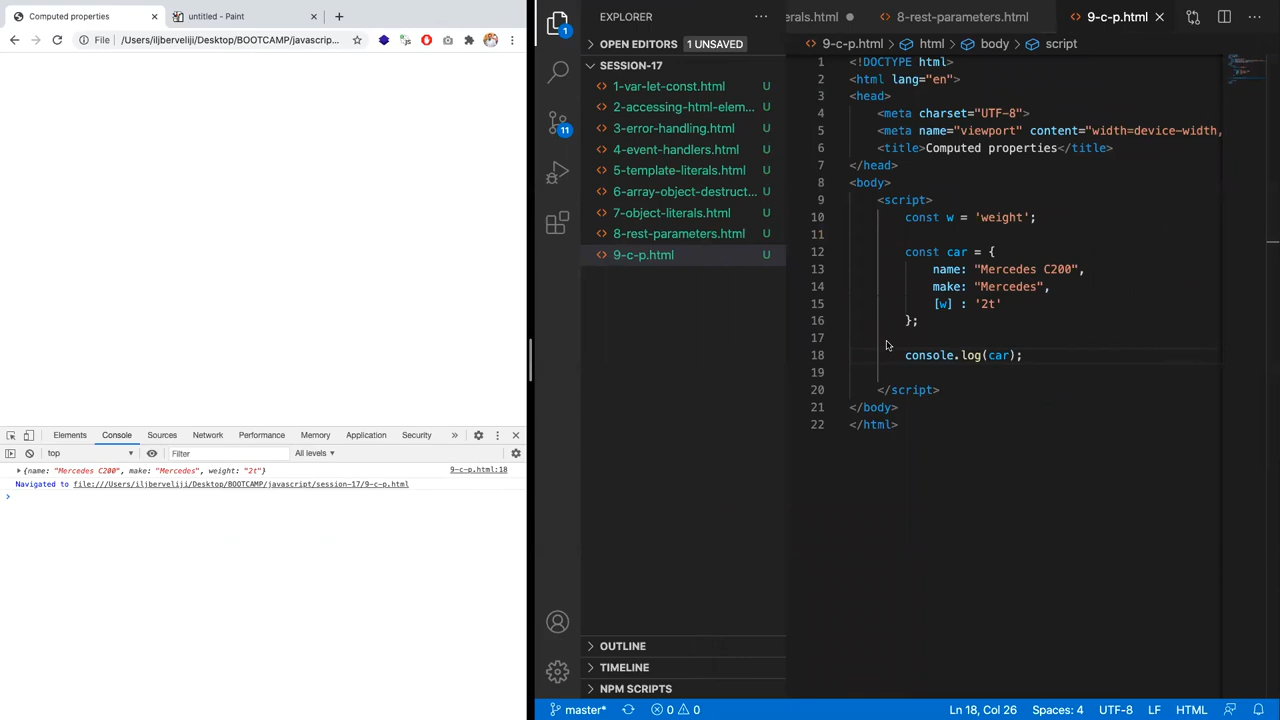 Computed properties
untitled - Paint
File
/Users/iljberveliji/Desktop/BOOTCAMP/javascrip...
Elements
Console
Sources
Network
Performance
Memory
Application
Security
top
Filter
All levels
{name: "Mercedes C200", make: "Mercedes", weight: "2t"}
9-c-p.html:18
Navigated to file:///Users/iljberveliji/Desktop/BOOTCAMP/javascript/session-17/9-c-p.html
EXPLORER
OPEN EDITORS 1 UNSAVED
SESSION-17
1-var-let-const.html U
2-accessing-html-elem... U
3-error-handling.html U
4-event-handlers.html U
5-template-literals.html U
6-array-object-destruct... U
7-object-literals.html U
8-rest-parameters.html U
9-c-p.html U
OUTLINE
TIMELINE
NPM SCRIPTS
1
11
erals.html
8-rest-parameters.html
9-c-p.html
9-c-p.html html body script
1 <!DOCTYPE html>
2 <html lang="en">
3 <head>
4 <meta charset="UTF-8">
5 <meta name="viewport" content="width=device-width,
6 <title>Computed properties</title>
7 </head>
8 <body>
9 <script>
10 const w = 'weight';
11
12 const car = {
13 name: "Mercedes C200",
14 make: "Mercedes",
15 [w] : '2t'
16 };
17
18 console.log(car);
19
20 </script>
21 </body>
22 </html>
master* 0 0 Ln 18, Col 26 Spaces: 4 UTF-8 LF HTML